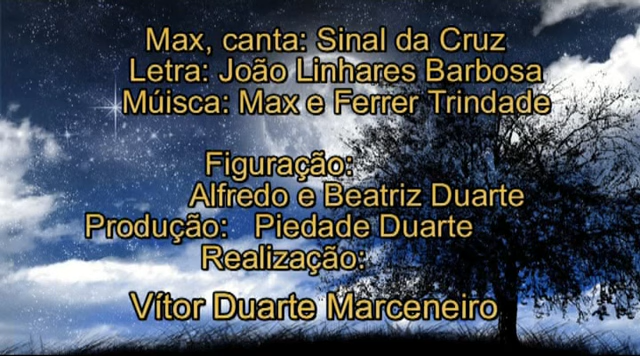 Max, canta: Sinal da Cruz
Letra: João Linhares Barbosa
Múisca: Max e Ferrer Trindade
Figuração:
Alfredo e Beatriz Duarte
Produção: Piedade Duarte
Realização:
Vítor Duarte Marceneiro